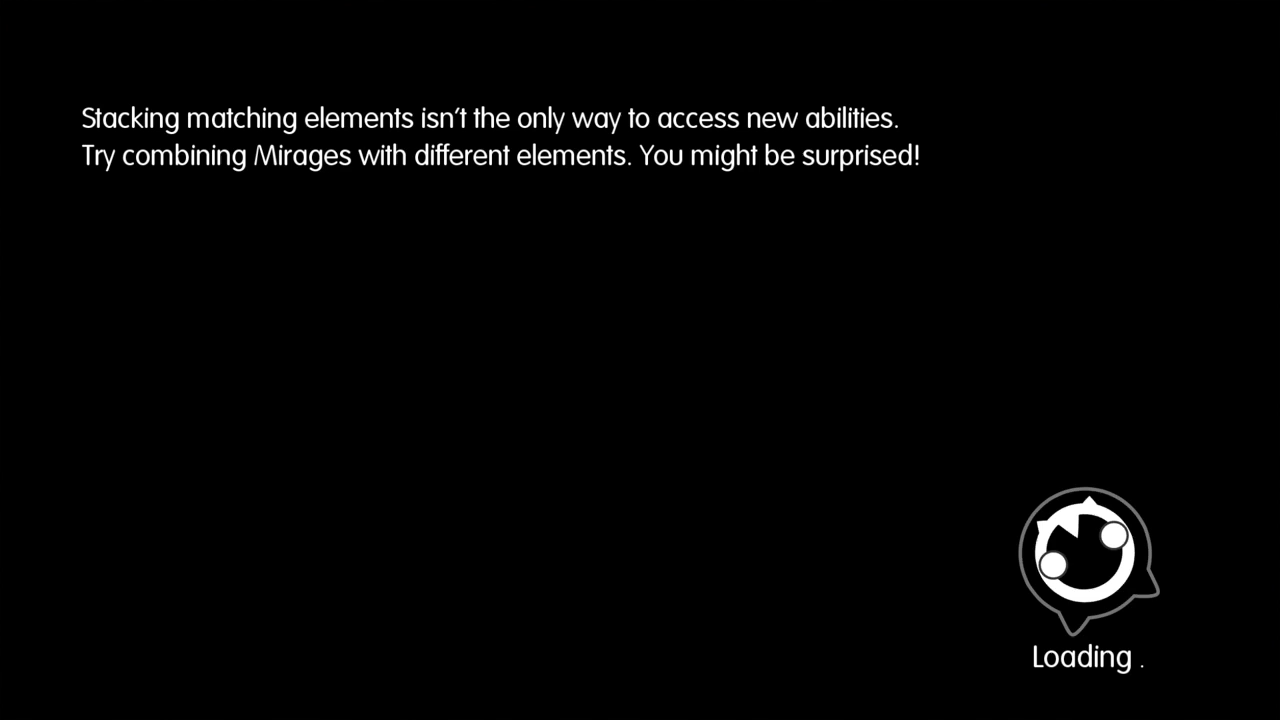 Stacking matching elements isn't the only way to access new abilities.
Try combining Mirages with different elements. You might be surprised!
Loading .